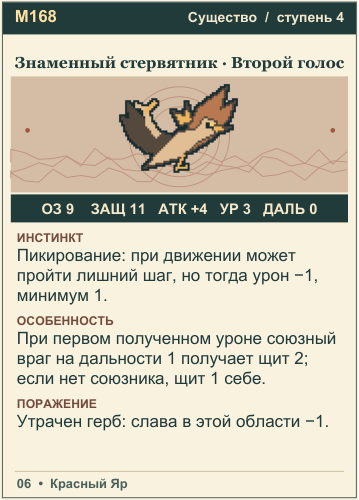 M168
Существо / ступень 4
Знаменный стервятник · Второй голос
ОЗ 9 ЗАЩ 11 АТК +4 УР 3 ДАЛЬ 0
ИНСТИНКТ
Пикирование: при движении может
пройти лишний шаг, но тогда урон −1,
минимум 1.
ОСОБЕННОСТЬ
При первом полученном уроне союзный
враг на дальности 1 получает щит 2;
если нет союзника, щит 1 себе.
ПОРАЖЕНИЕ
Утрачен герб: слава в этой области −1.
06 • Красный Яр